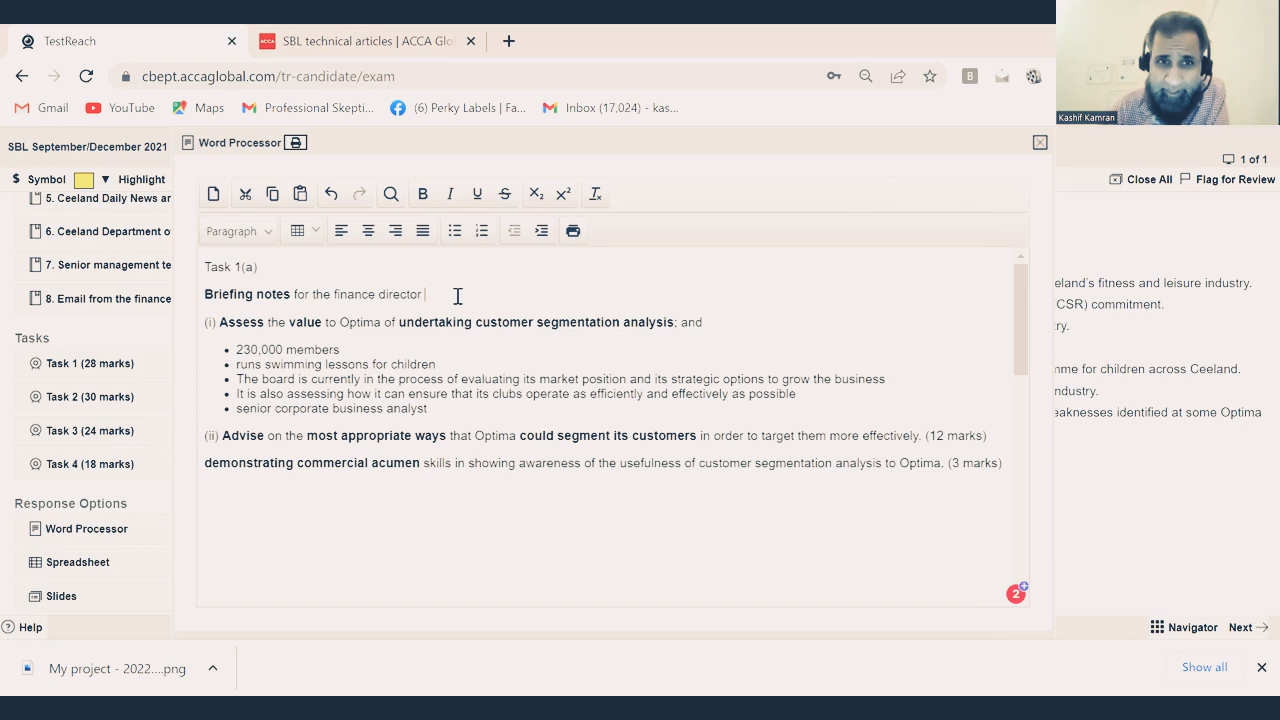 TestReach
SBL technical articles | ACCA Glo
cbept.accaglobal.com/tr-candidate/exam
B
Gmail
YouTube
Maps
Professional Skepti...
(6) Perky Labels | Fa...
Inbox (17,024) - kas...
Kashif Kamran
SBL September/December 2021
Word Processor
1 of 1
$ Symbol
Highlight
Close All
Flag for Review
5. Ceeland Daily News ar
6. Ceeland Department o
7. Senior management te
8. Email from the finance
Tasks
Task 1 (28 marks)
Task 2 (30 marks)
Task 3 (24 marks)
Task 4 (18 marks)
Response Options
Word Processor
Spreadsheet
Slides
Help
B I U S X₂ X² Ix
Paragraph
Task 1(a)
Briefing notes for the finance director
(i) Assess the value to Optima of undertaking customer segmentation analysis; and
• 230,000 members
• runs swimming lessons for children
• The board is currently in the process of evaluating its market position and its strategic options to grow the business
• It is also assessing how it can ensure that its clubs operate as efficiently and effectively as possible
• senior corporate business analyst
(ii) Advise on the most appropriate ways that Optima could segment its customers in order to target them more effectively. (12 marks)
demonstrating commercial acumen skills in showing awareness of the usefulness of customer segmentation analysis to Optima. (3 marks)
2
eland's fitness and leisure industry.
CSR) commitment.
ry.
me for children across Ceeland.
ndustry.
eaknesses identified at some Optima
Navigator
Next
My project - 2022....png
Show all